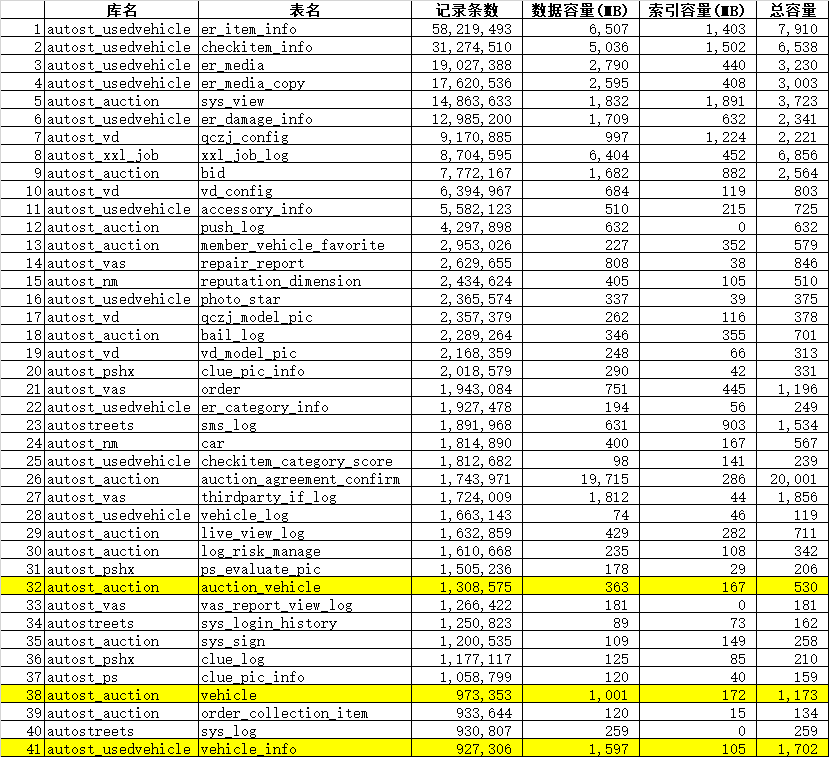 库名 表名 记录条数 数据容量(MB) 索引容量(MB) 总容量
1 autost_usedvehicle er_item_info 58,219,493 6,507 1,403 7,910
2 autost_usedvehicle checkitem_info 31,274,510 5,036 1,502 6,538
3 autost_usedvehicle er_media 19,027,388 2,790 440 3,230
4 autost_usedvehicle er_media_copy 17,620,536 2,595 408 3,003
5 autost_auction sys_view 14,863,633 1,832 1,891 3,723
6 autost_usedvehicle er_damage_info 12,985,200 1,709 632 2,341
7 autost_vd qczj_config 9,170,885 997 1,224 2,221
8 autost_xxl_job xxl_job_log 8,704,595 6,404 452 6,856
9 autost_auction bid 7,772,167 1,682 882 2,564
10 autost_vd vd_config 6,394,967 684 119 803
11 autost_usedvehicle accessory_info 5,582,123 510 215 725
12 autost_auction push_log 4,297,898 632 0 632
13 autost_auction member_vehicle_favorite 2,953,026 227 352 579
14 autost_vas repair_report 2,629,655 808 38 846
15 autost_nm reputation_dimension 2,434,624 405 105 510
16 autost_usedvehicle photo_star 2,365,574 337 39 375
17 autost_vd qczj_model_pic 2,357,379 262 116 378
18 autost_auction bail_log 2,289,264 346 355 701
19 autost_vd vd_model_pic 2,168,359 248 66 313
20 autost_pshx clue_pic_info 2,018,579 290 42 331
21 autost_vas order 1,943,084 751 445 1,196
22 autost_usedvehicle er_category_info 1,927,478 194 56 249
23 autostreets sms_log 1,891,968 631 903 1,534
24 autost_nm car 1,814,890 400 167 567
25 autost_usedvehicle checkitem_category_score 1,812,682 98 141 239
26 autost_auction auction_agreement_confirm 1,743,971 19,715 286 20,001
27 autost_vas thirdparty_if_log 1,724,009 1,812 44 1,856
28 autost_usedvehicle vehicle_log 1,663,143 74 46 119
29 autost_auction live_view_log 1,632,859 429 282 711
30 autost_auction log_risk_manage 1,610,668 235 108 342
31 autost_pshx ps_evaluate_pic 1,505,236 178 29 206
32 autost_auction auction_vehicle 1,308,575 363 167 530
33 autost_vas vas_report_view_log 1,266,422 181 0 181
34 autostreets sys_login_history 1,250,823 89 73 162
35 autost_auction sys_sign 1,200,535 109 149 258
36 autost_pshx clue_log 1,177,117 125 85 210
37 autost_ps clue_pic_info 1,058,799 120 40 159
38 autost_auction vehicle 973,353 1,001 172 1,173
39 autost_auction order_collection_item 933,644 120 15 134
40 autostreets sys_log 930,807 259 0 259
41 autost_usedvehicle vehicle_info 927,306 1,597 105 1,702